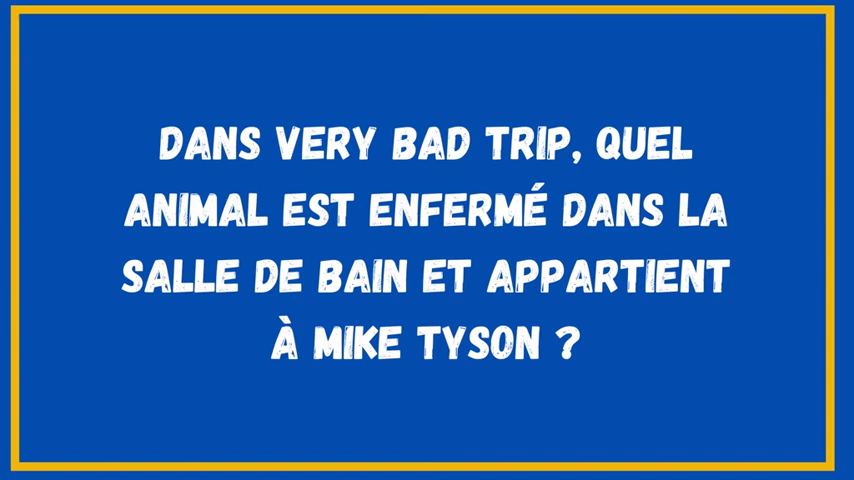 DANS VERY BAD TRIP, QUEL
ANIMAL EST ENFERMÉ DANS LA
SALLE DE BAIN ET APPARTIENT
À MIKE TYSON ?